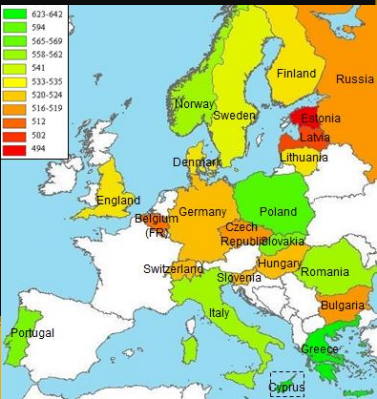 623-642
594
565-569
558-562
541
533-535
520-524
516-519
512
502
494
Finland
Russia
Norway
Sweden
Estonia
Latvia
Lithuania
Denmark
England
Belgium
(FR)
Germany
Poland
Czech
Republic
Slovakia
Switzerland
Hungary
Slovenia
Romania
Italy
Bulgaria
Portugal
Greece
Cyprus